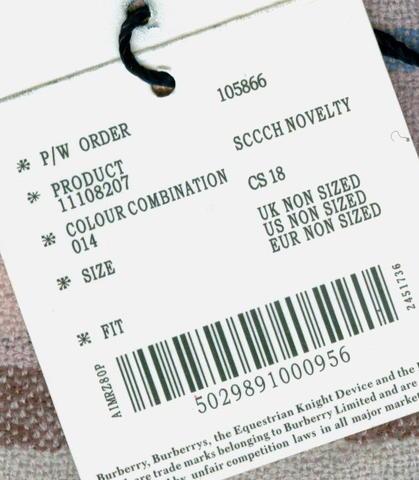 105866
* P/W ORDER SCCCH NOVELTY
* PRODUCT
11108207
* COLOUR COMBINATION CS 18
014
* SIZE UK NON SIZED
US NON SIZED
EUR NON SIZED
* FIT
A1MRZ80P
2451736
5029891000956
Burberry, Burberrys, the Equestrian Knight Device and the
are trade marks belonging to Burberry Limited and are
by unfair competition laws in all major market